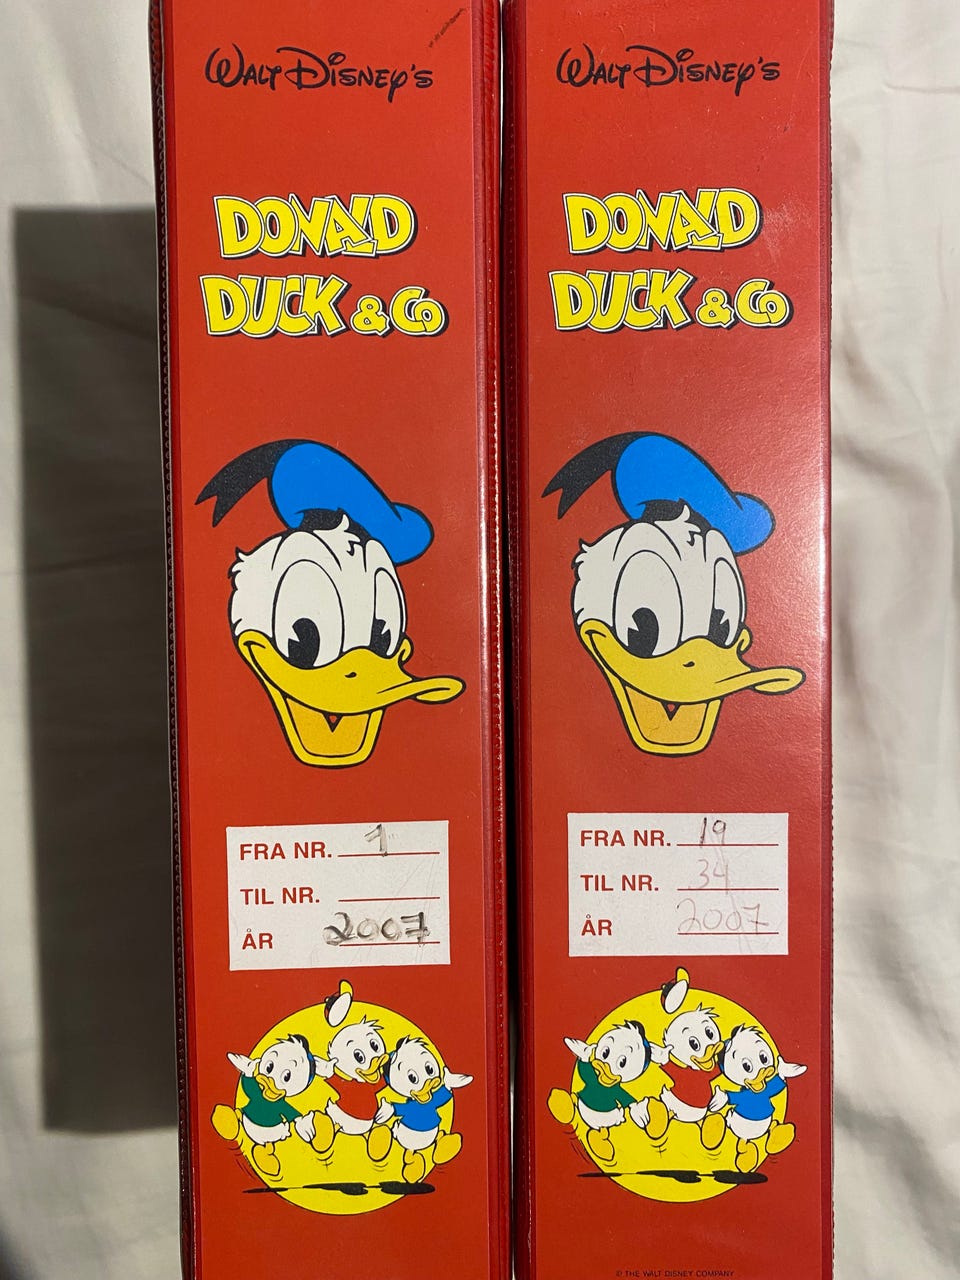 WALT DISNEY'S
DONALD
DUCK & Co
FRA NR. 1
TIL NR.
ÅR 2007
WALT DISNEY'S
DONALD
DUCK & Co
FRA NR. 19
TIL NR. 34
ÅR 2007
© THE WALT DISNEY COMPANY